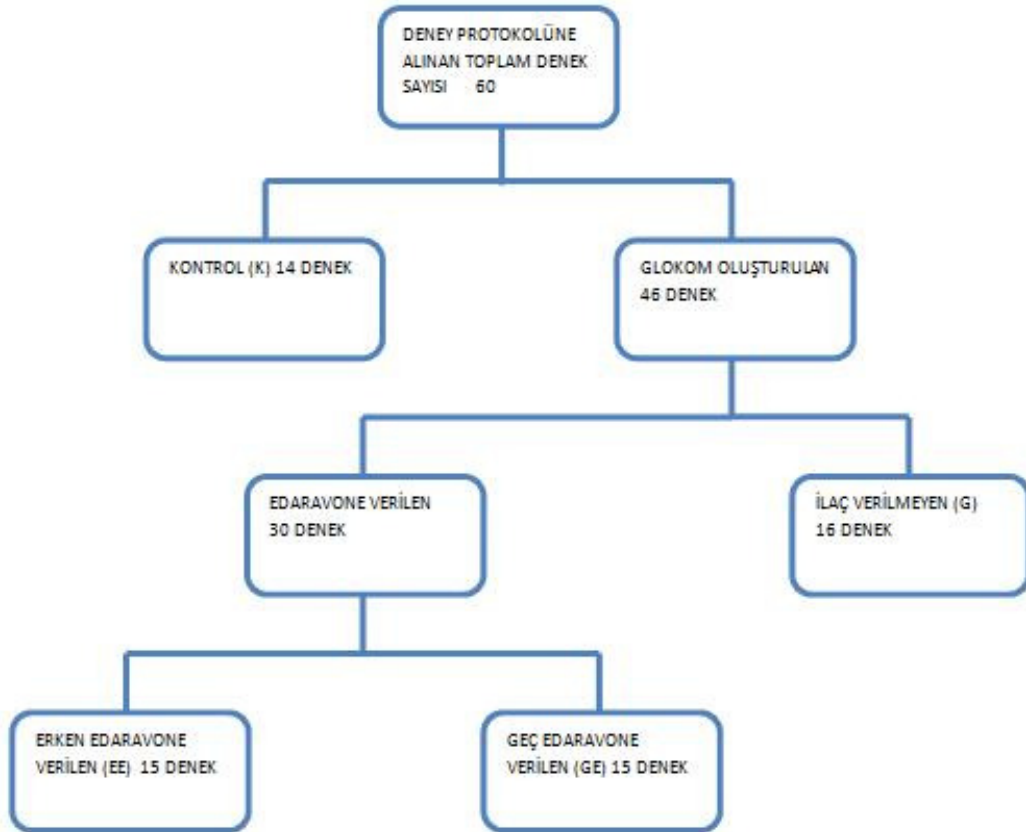 DENEY PROTOKOLÜNE
ALINAN TOPLAM DENEK
SAYISI 60
KONTROL (K) 14 DENEK
GLOKOM OLUŞTURULAN
46 DENEK
EDARAVONE VERİLEN
30 DENEK
İLAÇ VERİLMEYEN (G)
16 DENEK
ERKEN EDARAVONE
VERİLEN (EE) 15 DENEK
GEÇ EDARAVONE
VERİLEN (GE) 15 DENEK